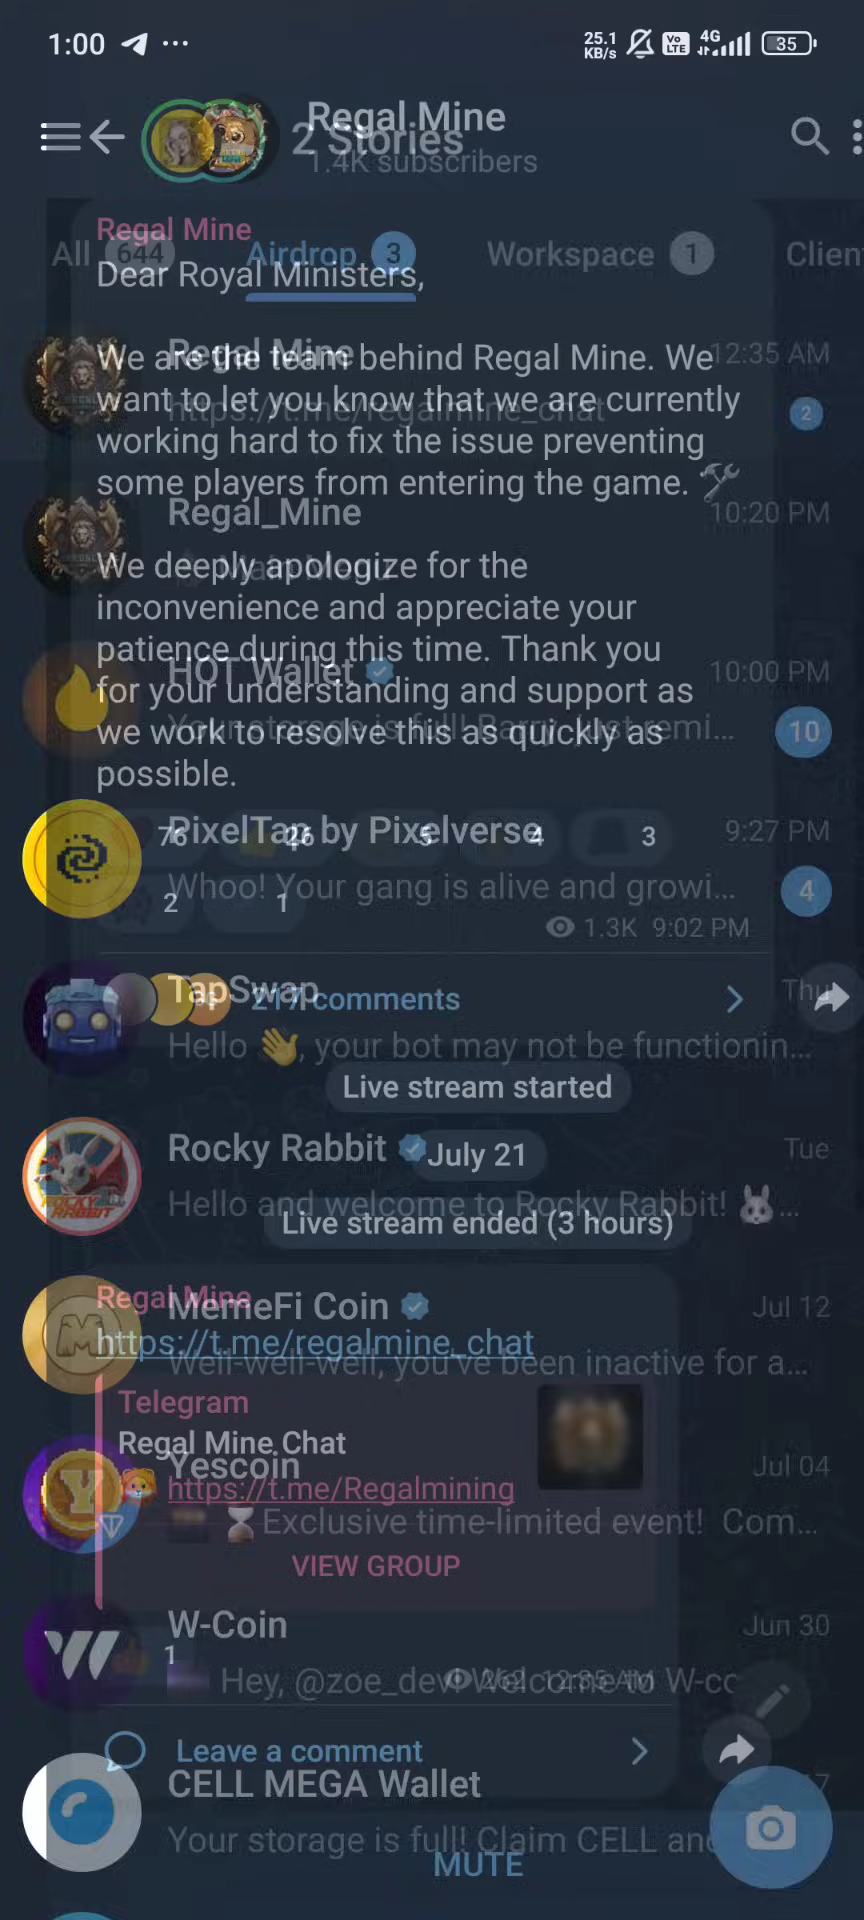 1:00
25.1
KB/s
Vo
LTE
4G
35
Regal Mine
2 Stories
1.4K subscribers
All 644
Airdrop 3
Workspace 1
Clien
Regal Mine
Dear Royal Ministers,
We are the team behind Regal Mine. We
want to let you know that we are currently
working hard to fix the issue preventing
some players from entering the game. 🛠
We deeply apologize for the
inconvenience and appreciate your
patience during this time. Thank you
for your understanding and support as
we work to resolve this as quickly as
possible.
76 26 5 4 3
2 1
1.3K 9:02 PM
217 comments
Live stream started
July 21
Live stream ended (3 hours)
Regal Mine
https://t.me/regalmine_chat
Telegram
Regal Mine Chat
https://t.me/Regalmining
VIEW GROUP
1
262 12:35 AM
Leave a comment
MUTE
Regal Mine
12:35 AM
https://t.me/regalmine_chat
2
Regal_Mine
10:20 PM
HOT Wallet
10:00 PM
Your storage is full! Harry, just remi...
10
PixelTap by Pixelverse
9:27 PM
Whoo! Your gang is alive and growi...
4
TapSwap
Thu
Hello 👋, your bot may not be functionin...
Rocky Rabbit
Tue
Hello and welcome to Rocky Rabbit! 🐰...
MemeFi Coin
Jul 12
Well-well-well, you've been inactive for a...
Yescoin
Jul 04
⏳Exclusive time-limited event! Com...
W-Coin
Jun 30
Hey, @zoe_dev! Welcome to W-co
CELL MEGA Wallet
Your storage is full! Claim CELL and